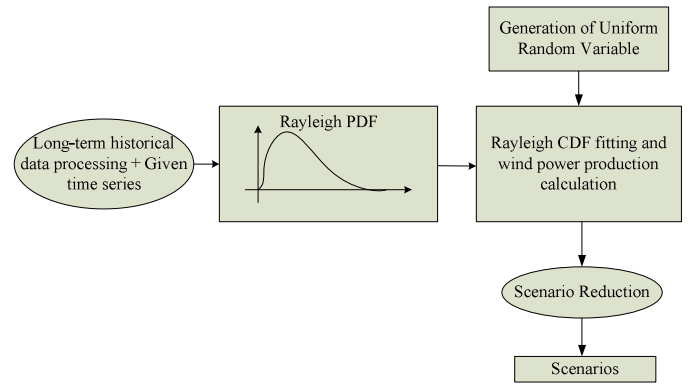 Generation of Uniform
Random Variable
Long-term historical
data processing + Given
time series
Rayleigh PDF
Rayleigh CDF fitting and
wind power production
calculation
Scenario Reduction
Scenarios